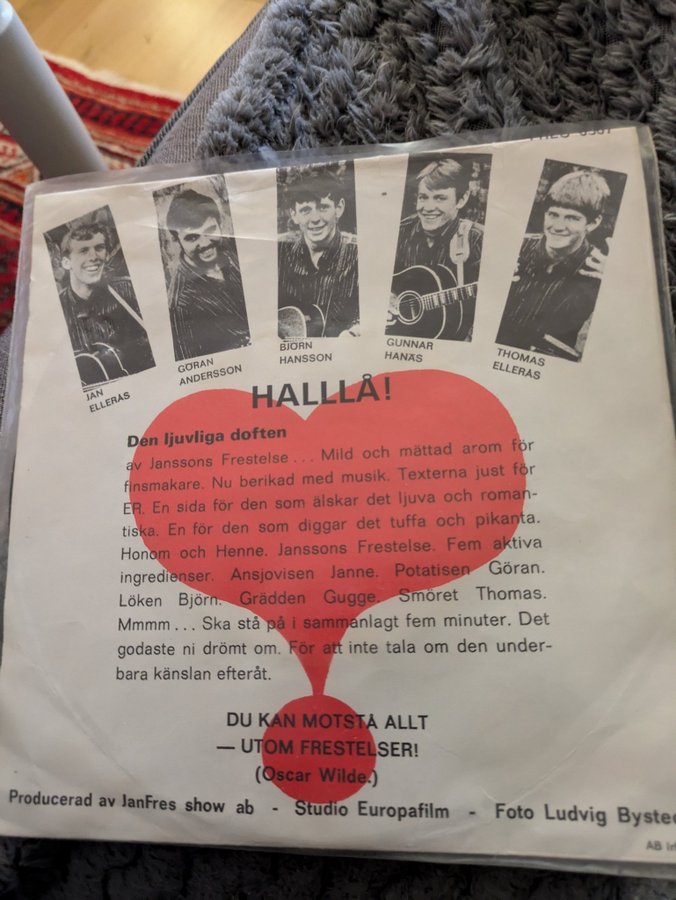 JAN
ELLERÅS
GÖRAN
ANDERSSON
BJÖRN
HANSSON
GUNNAR
HANÅS
THOMAS
ELLERÅS
HALLLÅ!
Den ljuvliga doften
av Janssons Frestelse . . . Mild och mättad arom för
finsmakare. Nu berikad med musik. Texterna just för
ER. En sida för den som älskar det ljuva och roman-
tiska. En för den som diggar det tuffa och pikanta.
Honom och Henne. Janssons Frestelse. Fem aktiva
ingredienser. Ansjovisen Janne. Potatisen Göran.
Löken Björn. Grädden Gugge. Smöret Thomas.
Mmmm . . . Ska stå på i sammanlagt fem minuter. Det
godaste ni drömt om. För att inte tala om den under-
bara känslan efteråt.
DU KAN MOTSTÅ ALLT
— UTOM FRESTELSER!
(Oscar Wilde.)
Producerad av JanFres show ab - Studio Europafilm - Foto Ludvig Bysted
AB